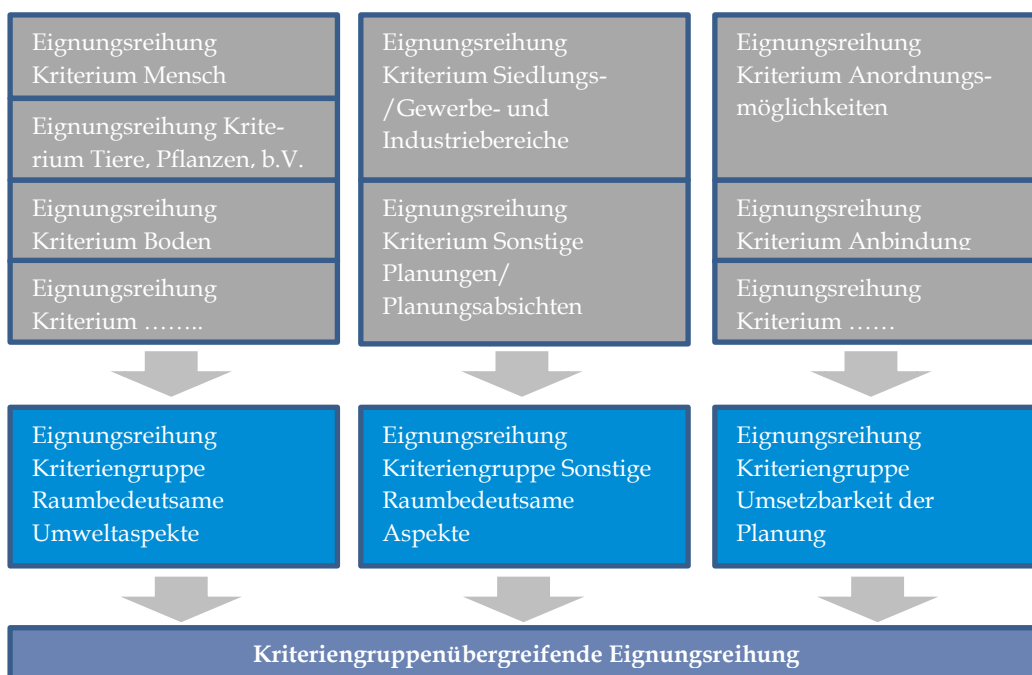 Eignungsreihung
Kriterium Mensch
Eignungsreihung Krite-
rium Tiere, Pflanzen, b.V.
Eignungsreihung
Kriterium Boden
Eignungsreihung
Kriterium ……..
Eignungsreihung
Kriterium Siedlungs-
/Gewerbe- und
Industriebereiche
Eignungsreihung
Kriterium Sonstige
Planungen/
Planungsabsichten
Eignungsreihung
Kriterium Anordnungs-
möglichkeiten
Eignungsreihung
Kriterium Anbindung
Eignungsreihung
Kriterium ……
Eignungsreihung
Kriteriengruppe
Raumbedeutsame
Umweltaspekte
Eignungsreihung
Kriteriengruppe Sonstige
Raumbedeutsame
Aspekte
Eignungsreihung
Kriteriengruppe
Umsetzbarkeit der
Planung
Kriteriengruppenübergreifende Eignungsreihung